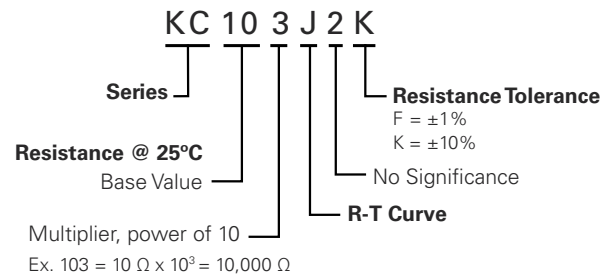 KC 10 3 J 2 K
Series
Resistance Tolerance
F = ±1%
K = ±10%
Resistance @ 25ºC
Base Value
No Significance
R-T Curve
Multiplier, power of 10
Ex. 103 = 10 Ω x 10³ = 10,000 Ω